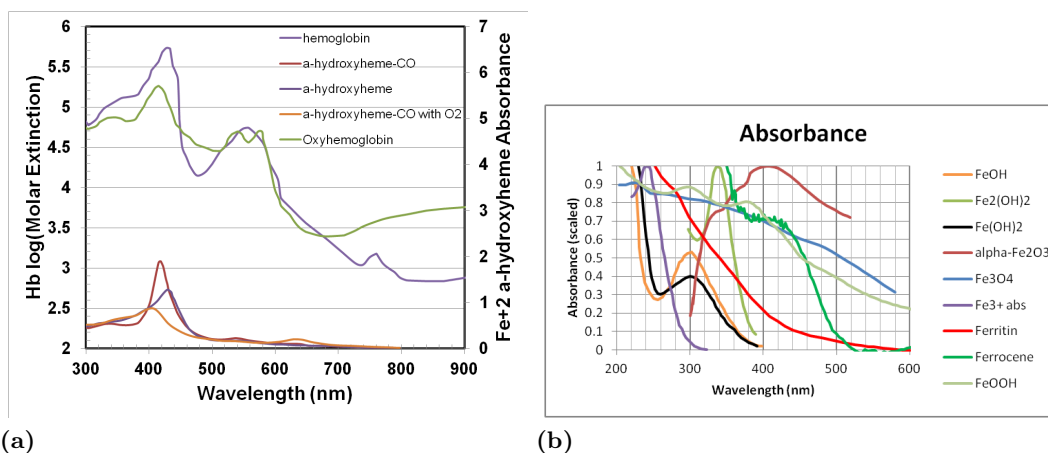 6
5.5
5
4.5
4
3.5
3
2.5
2
Hb log(Molar Extinction)
300 400 500 600 700 800 900
Wavelength (nm)
7
6
5
4
3
2
1
0
Fe+2 a-hydroxyheme Absorbance
hemoglobin
a-hydroxyheme-CO
a-hydroxyheme
a-hydroxyheme-CO with O2
Oxyhemoglobin
(a)
Absorbance
1
0.9
0.8
0.7
0.6
0.5
0.4
0.3
0.2
0.1
0
Absorbance (scaled)
200 300 400 500 600
Wavelength (nm)
FeOH
Fe2(OH)2
Fe(OH)2
alpha-Fe2O3
Fe3O4
Fe3+ abs
Ferritin
Ferrocene
FeOOH
(b)